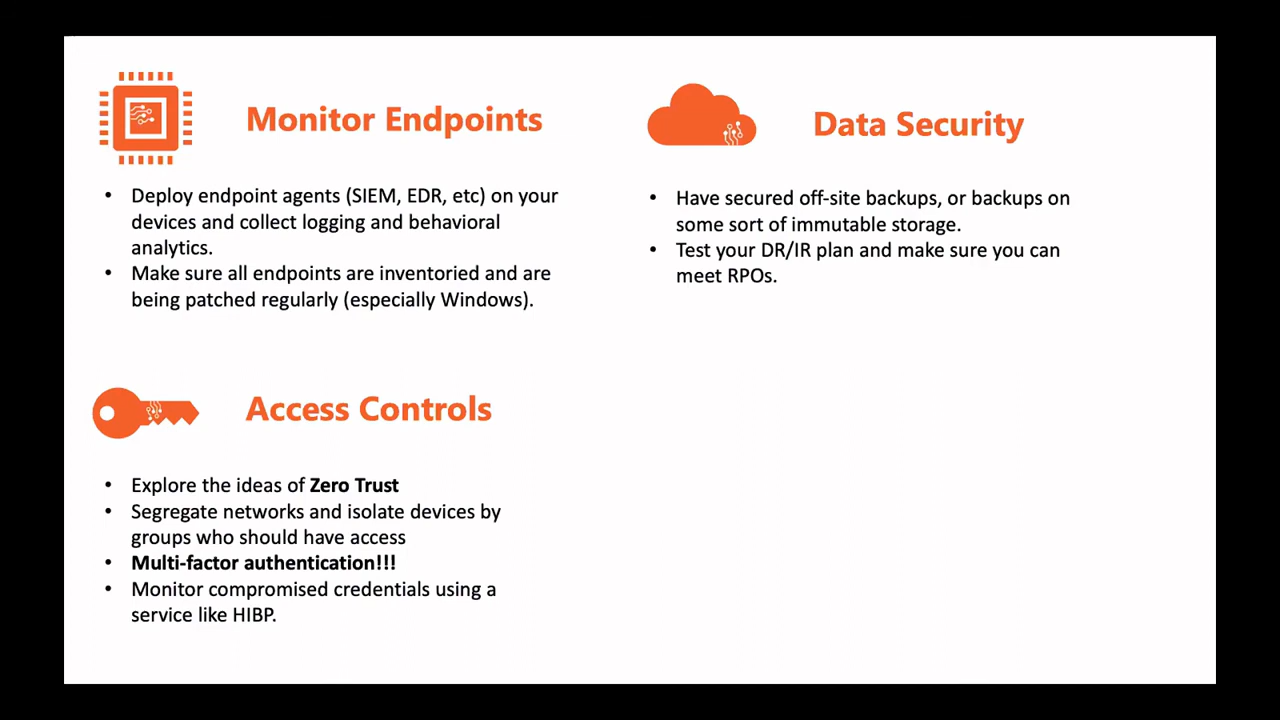 Monitor Endpoints
• Deploy endpoint agents (SIEM, EDR, etc) on your
devices and collect logging and behavioral
analytics.
• Make sure all endpoints are inventoried and are
being patched regularly (especially Windows).
Data Security
• Have secured off-site backups, or backups on
some sort of immutable storage.
• Test your DR/IR plan and make sure you can
meet RPOs.
Access Controls
• Explore the ideas of Zero Trust
• Segregate networks and isolate devices by
groups who should have access
• Multi-factor authentication!!!
• Monitor compromised credentials using a
service like HIBP.